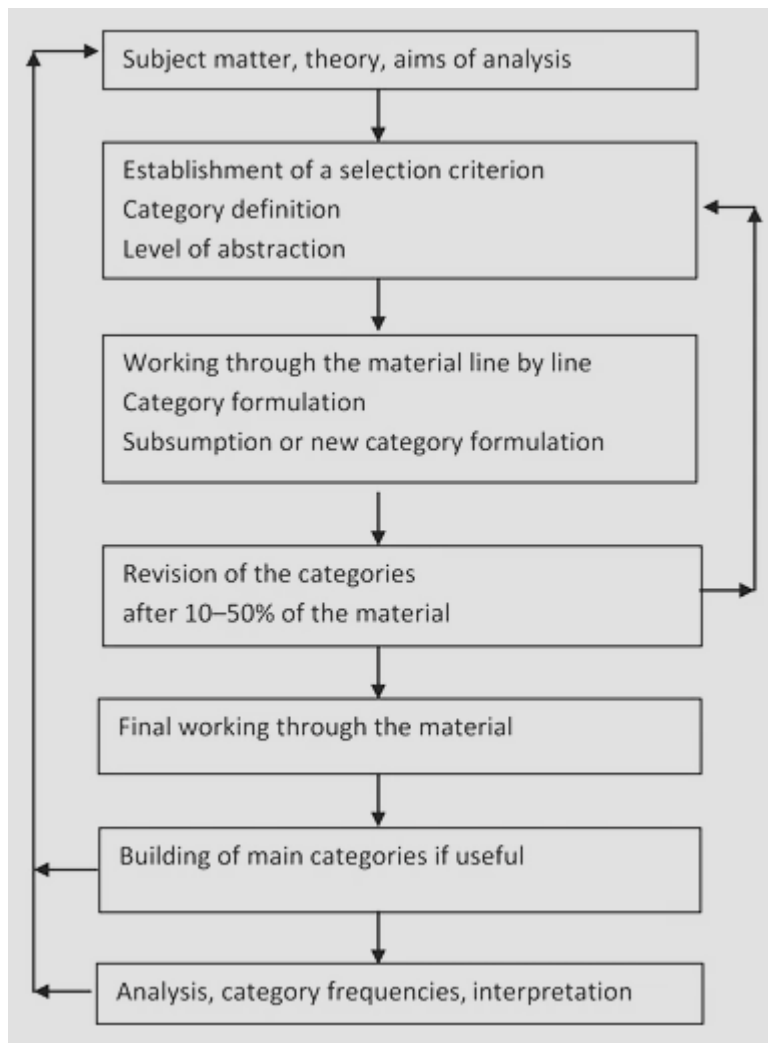 Subject matter, theory, aims of analysis
Establishment of a selection criterion
Category definition
Level of abstraction
Working through the material line by line
Category formulation
Subsumption or new category formulation
Revision of the categories
after 10–50% of the material
Final working through the material
Building of main categories if useful
Analysis, category frequencies, interpretation